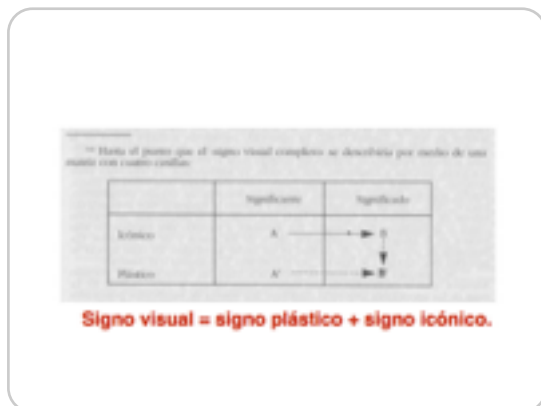 Hasta el punto que el signo visual completo se describiría por medio de una
matriz con cuatro casillas:
Significante Significado
Icónico A B
Plástico A' B'
Signo visual = signo plástico + signo icónico.